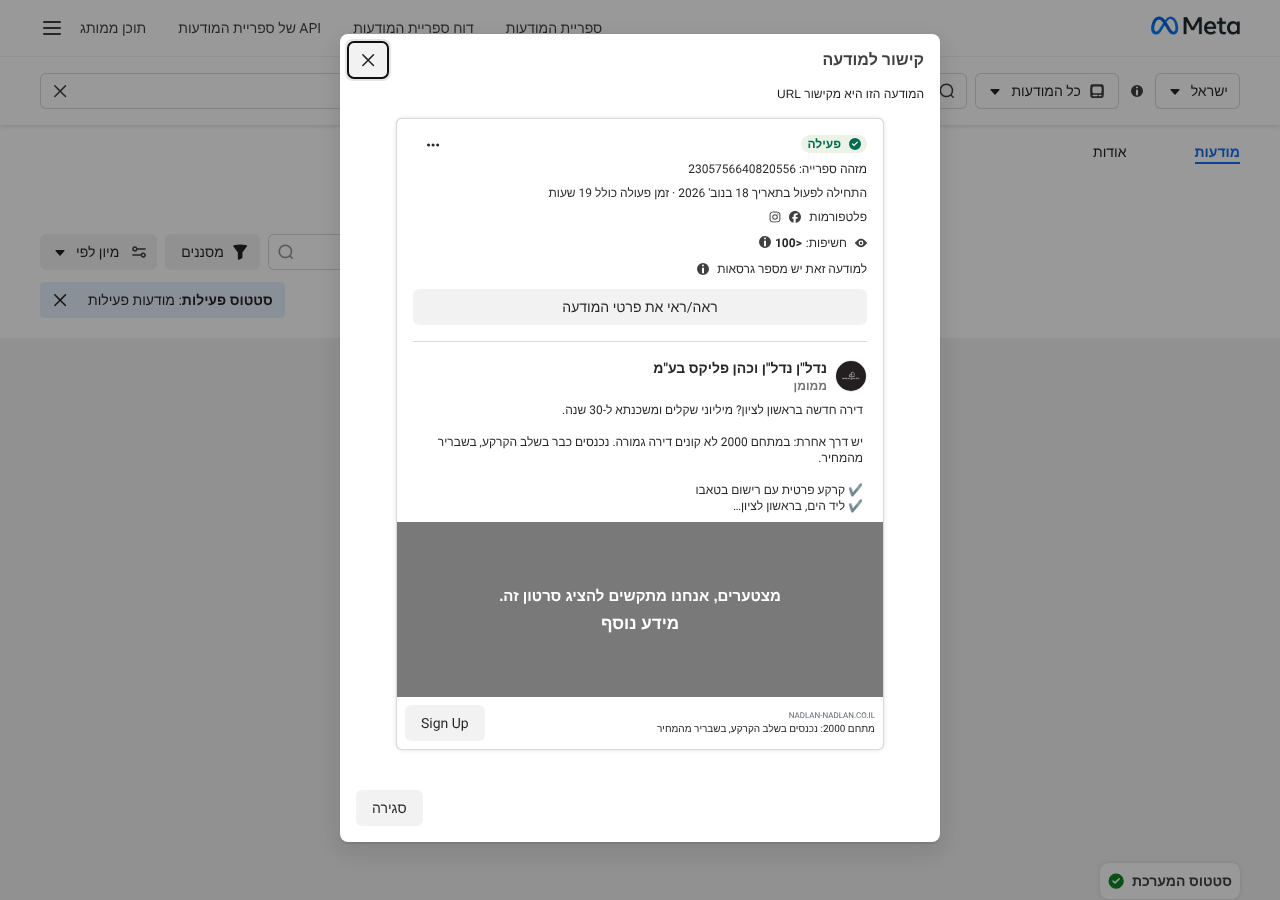 Meta
ספריית המודעות
דוח ספריית המודעות
API של ספריית המודעות
תוכן ממותג
ישראל
כל המודעות
מודעות
אודות
מסננים
מיון לפי
סטטוס פעילות: מודעות פעילות
קישור למודעה
המודעה הזו היא מקישור URL
פעילה
מזהה ספרייה: 2305756640820556
התחילה לפעול בתאריך 18 בנוב' 2026 · זמן פעולה כולל 19 שעות
פלטפורמות
חשיפות: <100
למודעה זאת יש מספר גרסאות
ראה/ראי את פרטי המודעה
נדל"ן נדל"ן וכהן פליקס בע"מ
ממומן
דירה חדשה בראשון לציון? מיליוני שקלים ומשכנתא ל-30 שנה.
יש דרך אחרת: במתחם 2000 לא קונים דירה גמורה. נכנסים כבר בשלב הקרקע, בשבריר
מהמחיר.
✔️ קרקע פרטית עם רישום בטאבו
✔️ ליד הים, בראשון לציון...
מצטערים, אנחנו מתקשים להציג סרטון זה.
מידע נוסף
NADLAN-NADLAN.CO.IL
מתחם 2000: נכנסים בשלב הקרקע, בשבריר מהמחיר
Sign Up
סגירה
סטטוס המערכת